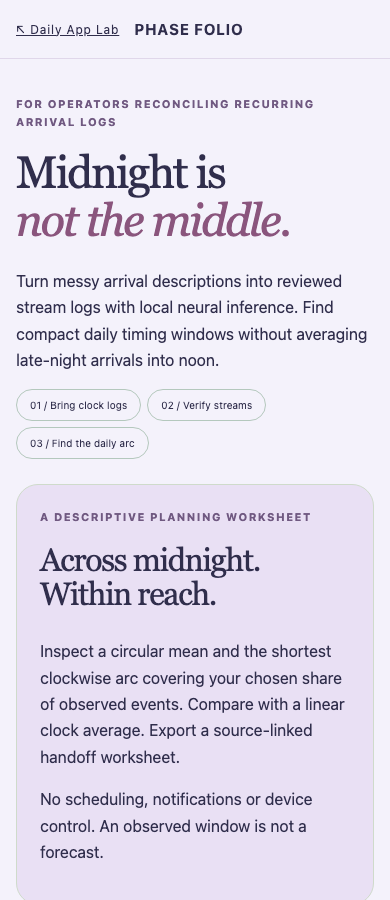 ↖ Daily App Lab PHASE FOLIO
FOR OPERATORS RECONCILING RECURRING
ARRIVAL LOGS
Midnight is
not the middle.
Turn messy arrival descriptions into reviewed
stream logs with local neural inference. Find
compact daily timing windows without averaging
late-night arrivals into noon.
01 / Bring clock logs 02 / Verify streams
03 / Find the daily arc
A DESCRIPTIVE PLANNING WORKSHEET
Across midnight.
Within reach.
Inspect a circular mean and the shortest
clockwise arc covering your chosen share
of observed events. Compare with a linear
clock average. Export a source-linked
handoff worksheet.
No scheduling, notifications or device
control. An observed window is not a
forecast.